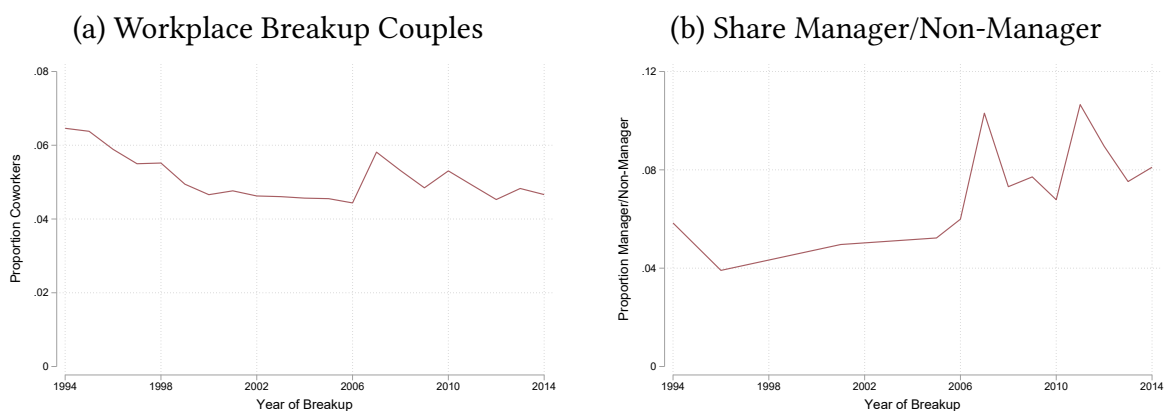 (a) Workplace Breakup Couples
.08
.06
.04
.02
0
Proportion Coworkers
1994 1998 2002 2006 2010 2014
Year of Breakup
(b) Share Manager/Non-Manager
.12
.08
.04
0
Proportion Manager/Non-Manager
1994 1998 2002 2006 2010 2014
Year of Breakup